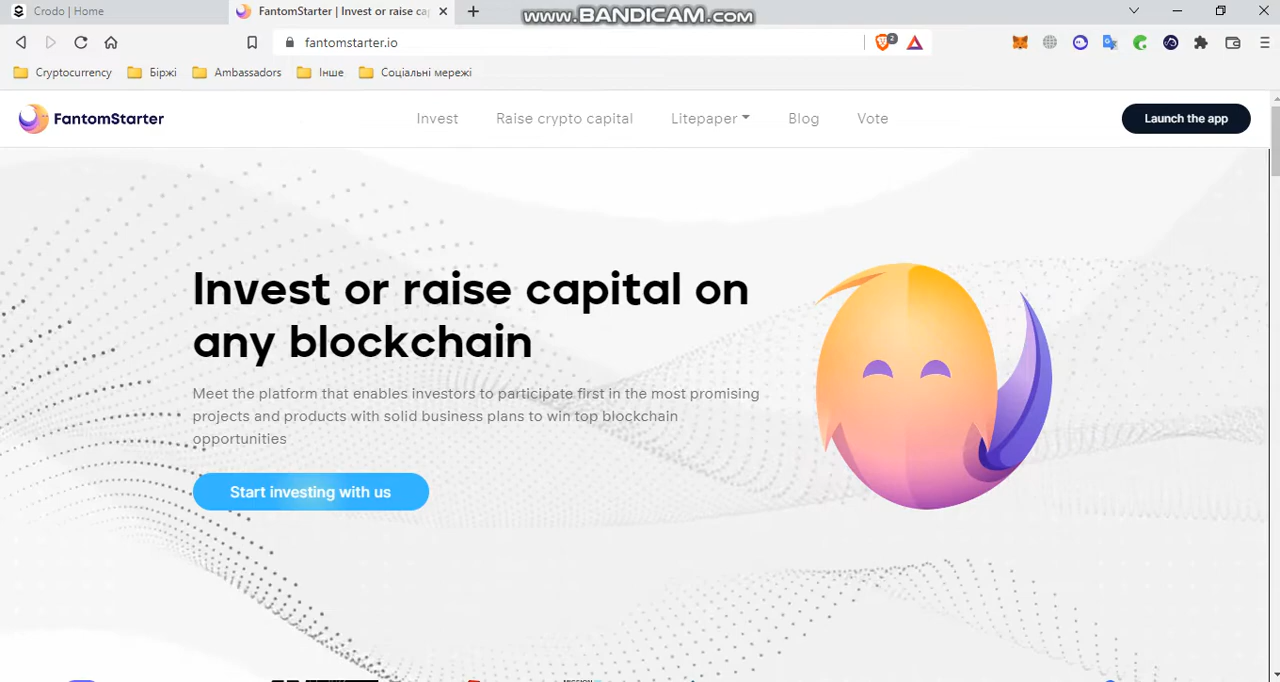 Crodo | Home
FantomStarter | Invest or raise ca
www.BANDICAM.com
fantomstarter.io
2
Cryptocurrency
Біржі
Ambassadors
Інше
Соціальні мережі
FantomStarter
Invest
Raise crypto capital
Litepaper
Blog
Vote
Launch the app
Invest or raise capital on
any blockchain
Meet the platform that enables investors to participate first in the most promising
projects and products with solid business plans to win top blockchain
opportunities
Start investing with us